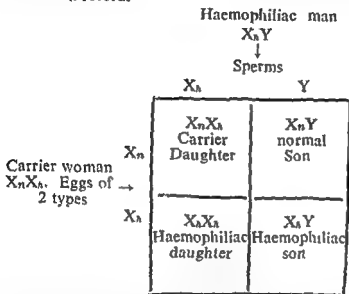 Haemophiliac man
XₕY
↓
Sperms
Xₕ Y
Carrier woman
XₙXₕ. Eggs of →
2 types
Xₙ
XₙXₕ
Carrier
Daughter
XₙY
normal
Son
Xₕ
XₕXₕ
Haemophiliac
daughter
XₕY
Haemophiliac
son